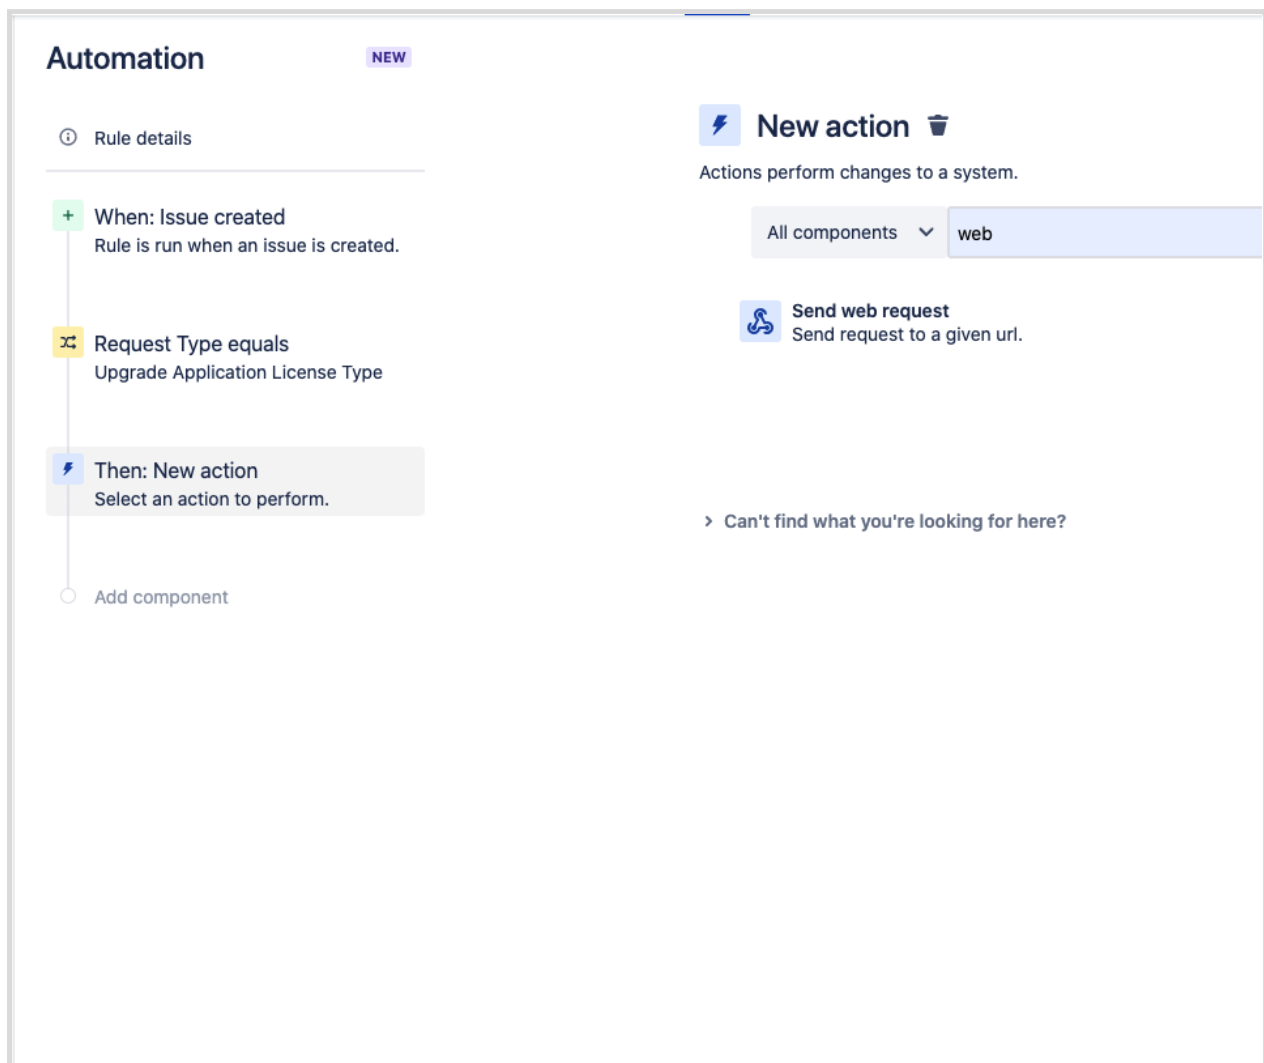 Automation
NEW
Rule details
When: Issue created
Rule is run when an issue is created.
Request Type equals
Upgrade Application License Type
Then: New action
Select an action to perform.
Add component
New action
Actions perform changes to a system.
All components
web
Send web request
Send request to a given url.
Can't find what you're looking for here?